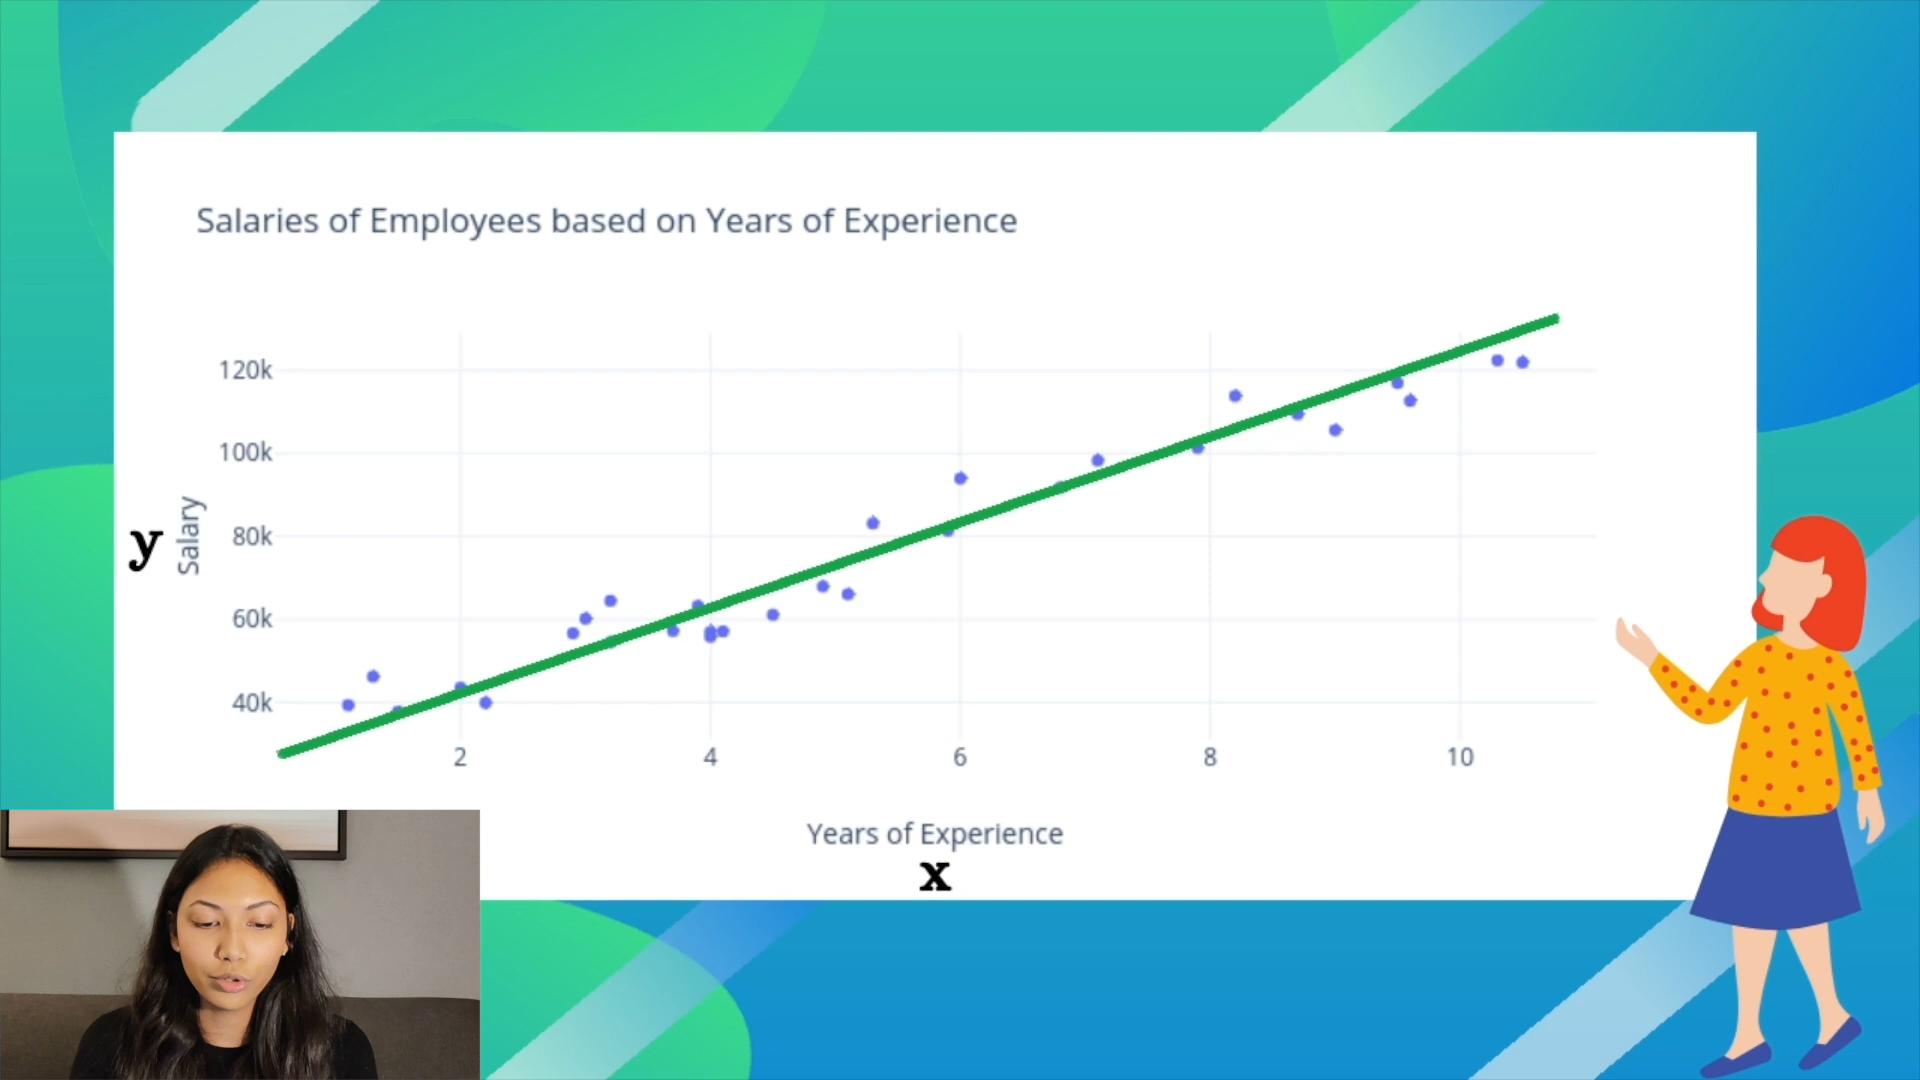 Salaries of Employees based on Years of Experience
120k
100k
80k
60k
40k
y
Salary
2 4 6 8 10
Years of Experience
x